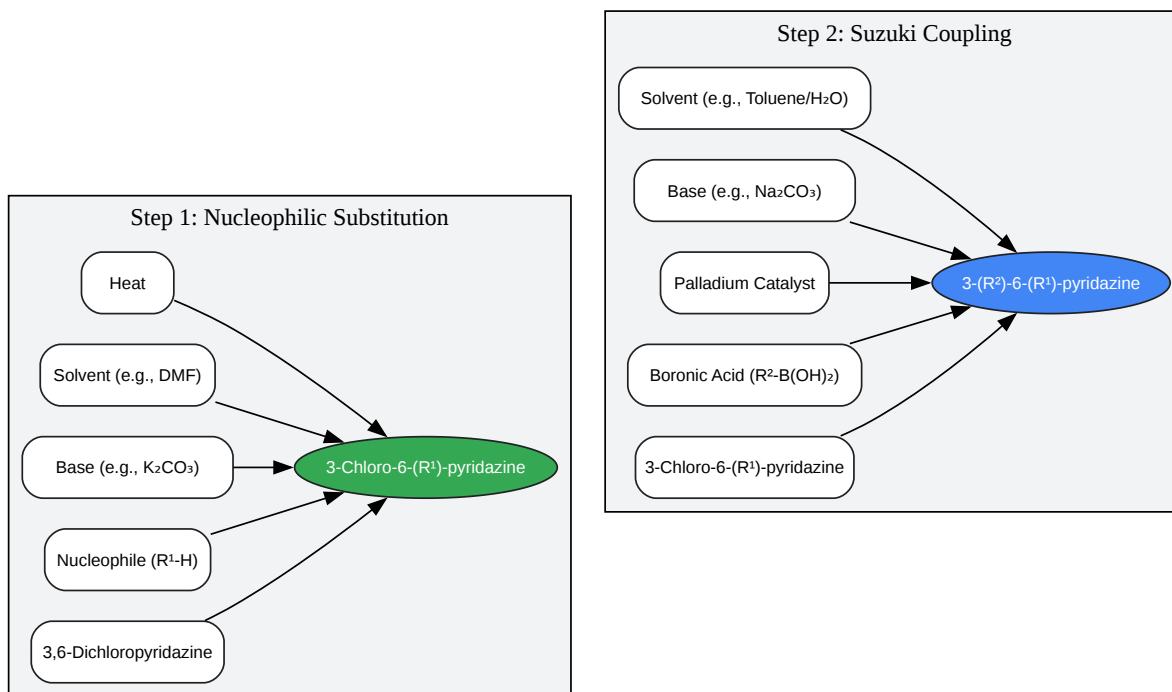 Step 1: Nucleophilic Substitution
Heat
Solvent (e.g., DMF)
Base (e.g., K₂CO₃)
Nucleophile (R¹-H)
3,6-Dichloropyridazine
3-Chloro-6-(R¹)-pyridazine
Step 2: Suzuki Coupling
Solvent (e.g., Toluene/H₂O)
Base (e.g., Na₂CO₃)
Palladium Catalyst
Boronic Acid (R²-B(OH)₂)
3-Chloro-6-(R¹)-pyridazine
3-(R²)-6-(R¹)-pyridazine